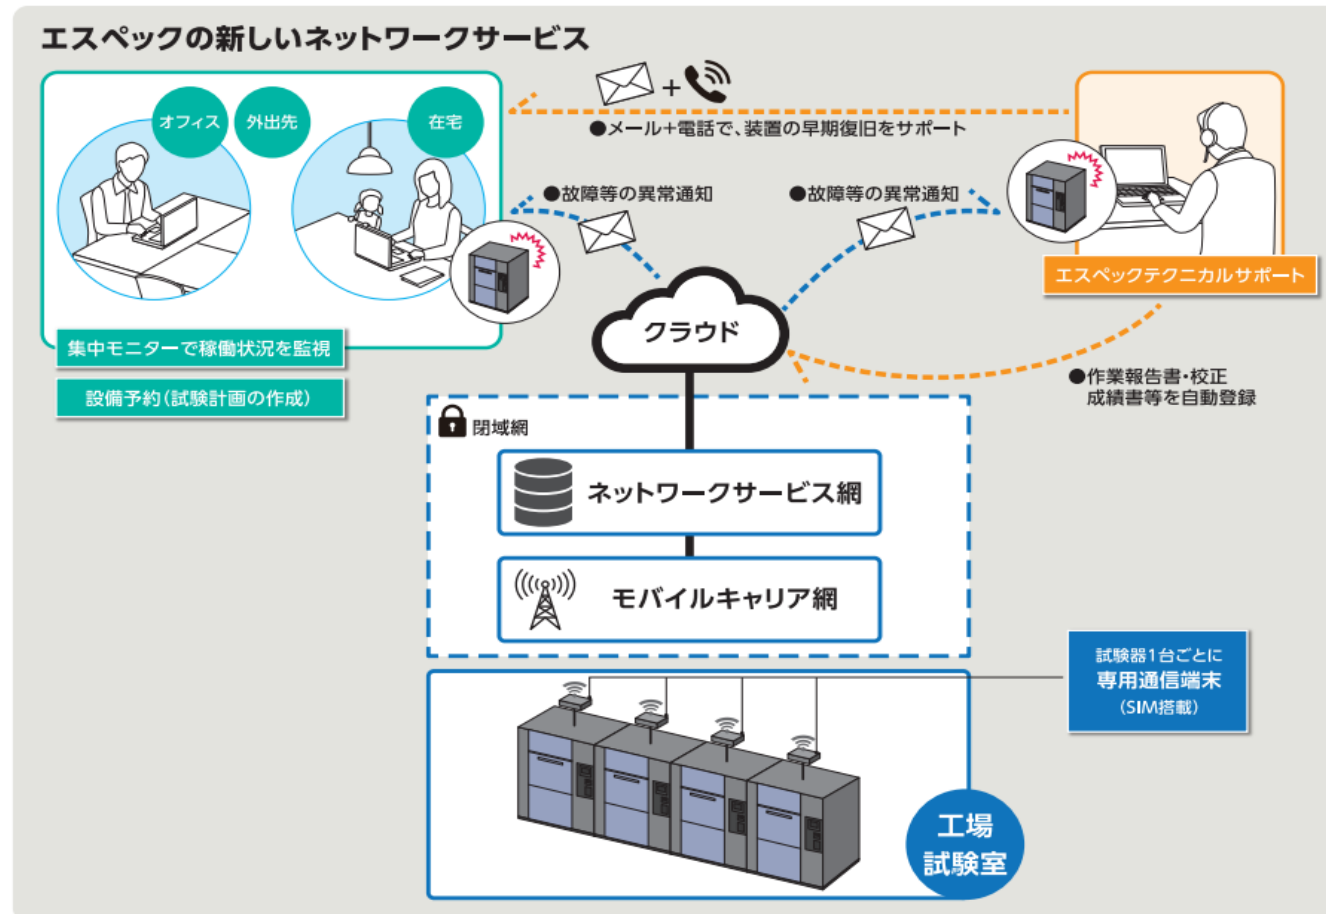 エスペックの新しいネットワークサービス
オフィス
外出先
在宅
+
●メール+電話で、装置の早期復旧をサポート
●故障等の異常通知
●故障等の異常通知
エスペックテクニカルサポート
クラウド
集中モニターで稼働状況を監視
設備予約(試験計画の作成)
●作業報告書・校正
成績書等を自動登録
閉域網
ネットワークサービス網
モバイルキャリア網
試験器1台ごとに
専用通信端末
(SIM搭載)
工場
試験室